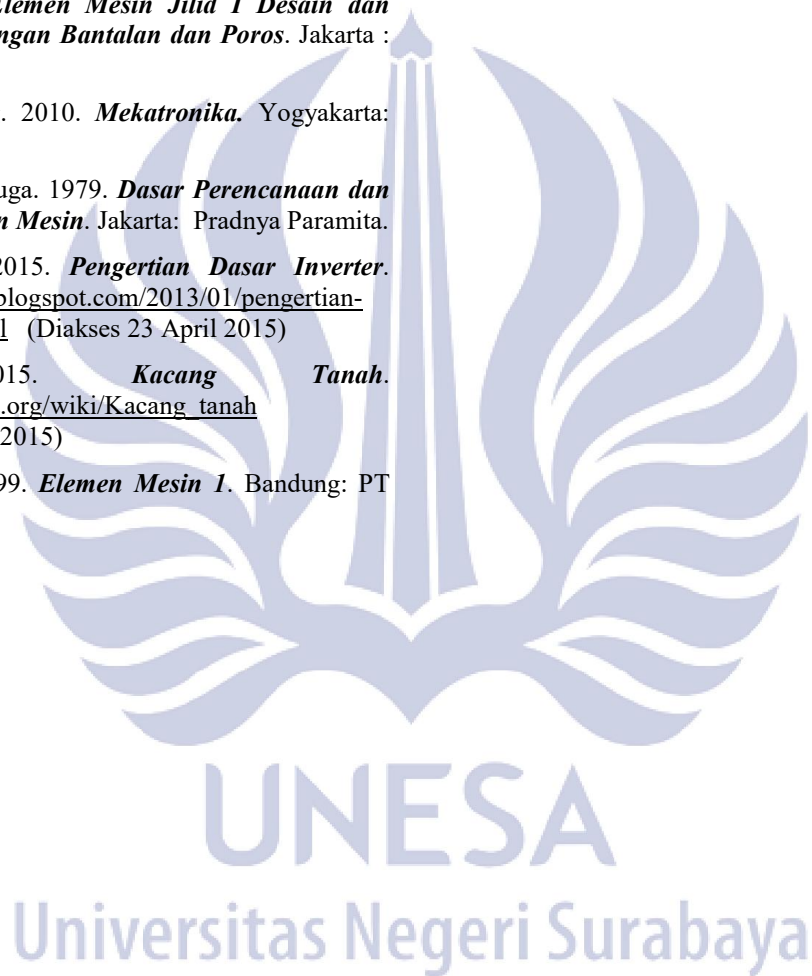 Elemen Mesin Jilid 1 Desain dan
ngan Bantalan dan Poros. Jakarta :
. 2010. Mekatronika. Yogyakarta:
uga. 1979. Dasar Perencanaan dan
n Mesin. Jakarta: Pradnya Paramita.
2015. Pengertian Dasar Inverter.
blogspot.com/2013/01/pengertian-
l (Diakses 23 April 2015)
015. Kacang Tanah.
.org/wiki/Kacang_tanah
2015)
99. Elemen Mesin 1. Bandung: PT
UNESA
Universitas Negeri Surabaya